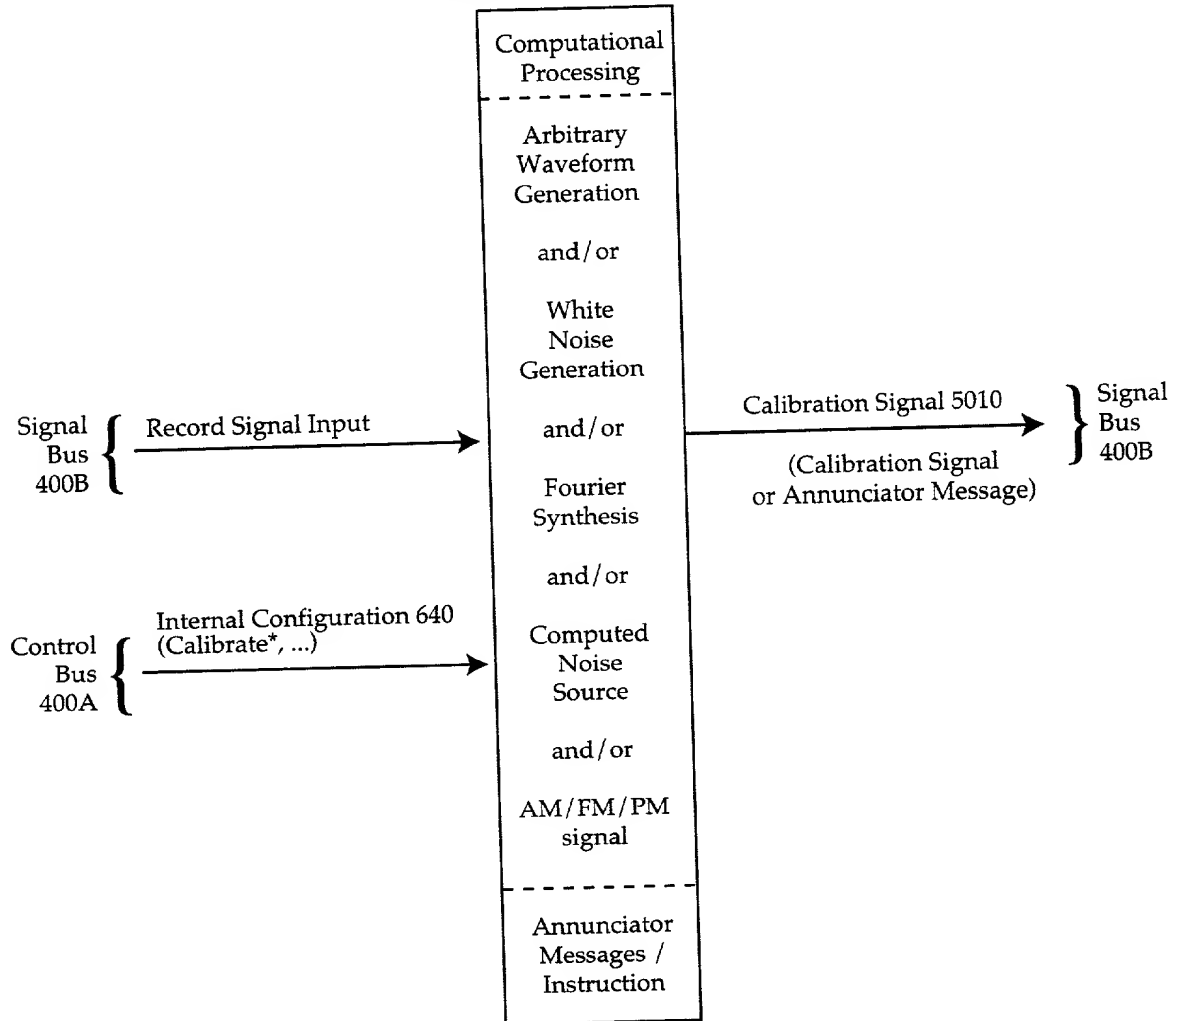 Computational
Processing
Arbitrary
Waveform
Generation
and/or
White
Noise
Generation
and/or
Fourier
Synthesis
and/or
Computed
Noise
Source
and/or
AM/FM/PM
signal
Annunciator
Messages /
Instruction
Signal
Bus
400B
Record Signal Input
Control
Bus
400A
Internal Configuration 640
(Calibrate*, ...)
Calibration Signal 5010
(Calibration Signal
or Annunciator Message)
Signal
Bus
400B